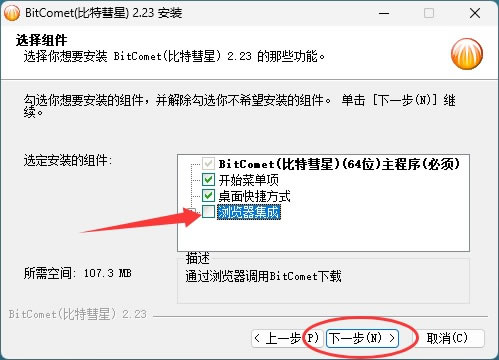 BitComet(比特彗星) 2.23 安装
选择组件
选择你想要安装 BitComet(比特彗星) 2.23 的那些功能。
勾选你想要安装的组件，并解除勾选你不希望安装的组件。 单击 [下一步(N)] 继
续。
选定安装的组件:
BitComet(比特彗星)(64位)主程序(必须)
开始菜单项
桌面快捷方式
浏览器集成
所需空间: 107.3 MB
描述
通过浏览器调用BitComet下载
BitComet(比特彗星) 2.23
< 上一步(P)
下一步(N) >
取消(C)